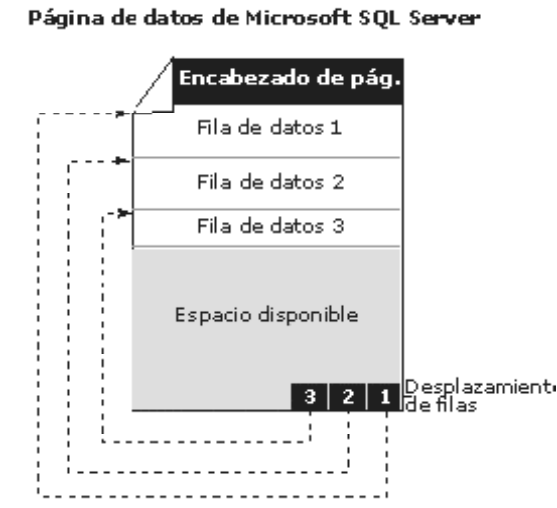 Página de datos de Microsoft SQL Server
Encabezado de pág.
Fila de datos 1
Fila de datos 2
Fila de datos 3
Espacio disponible
3 2 1
Desplazamient
de filas